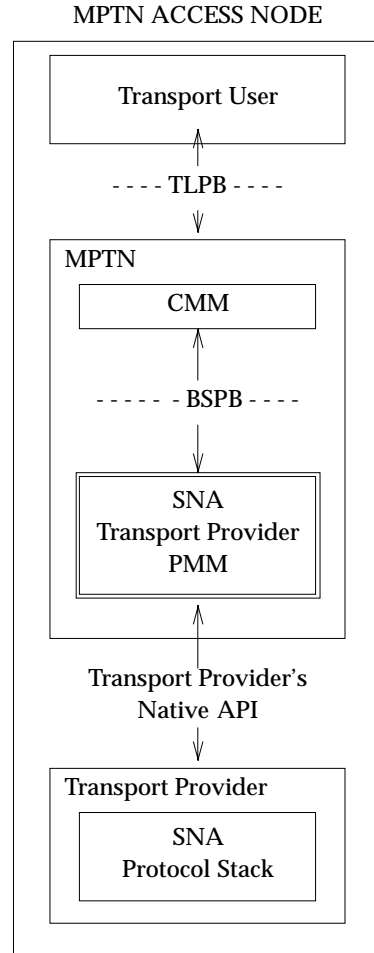 MPTN ACCESS NODE
Transport User
- - - - TLPB - - - -
MPTN
CMM
- - - - - - BSPB - - - -
SNA
Transport Provider
PMM
Transport Provider's
Native API
Transport Provider
SNA
Protocol Stack